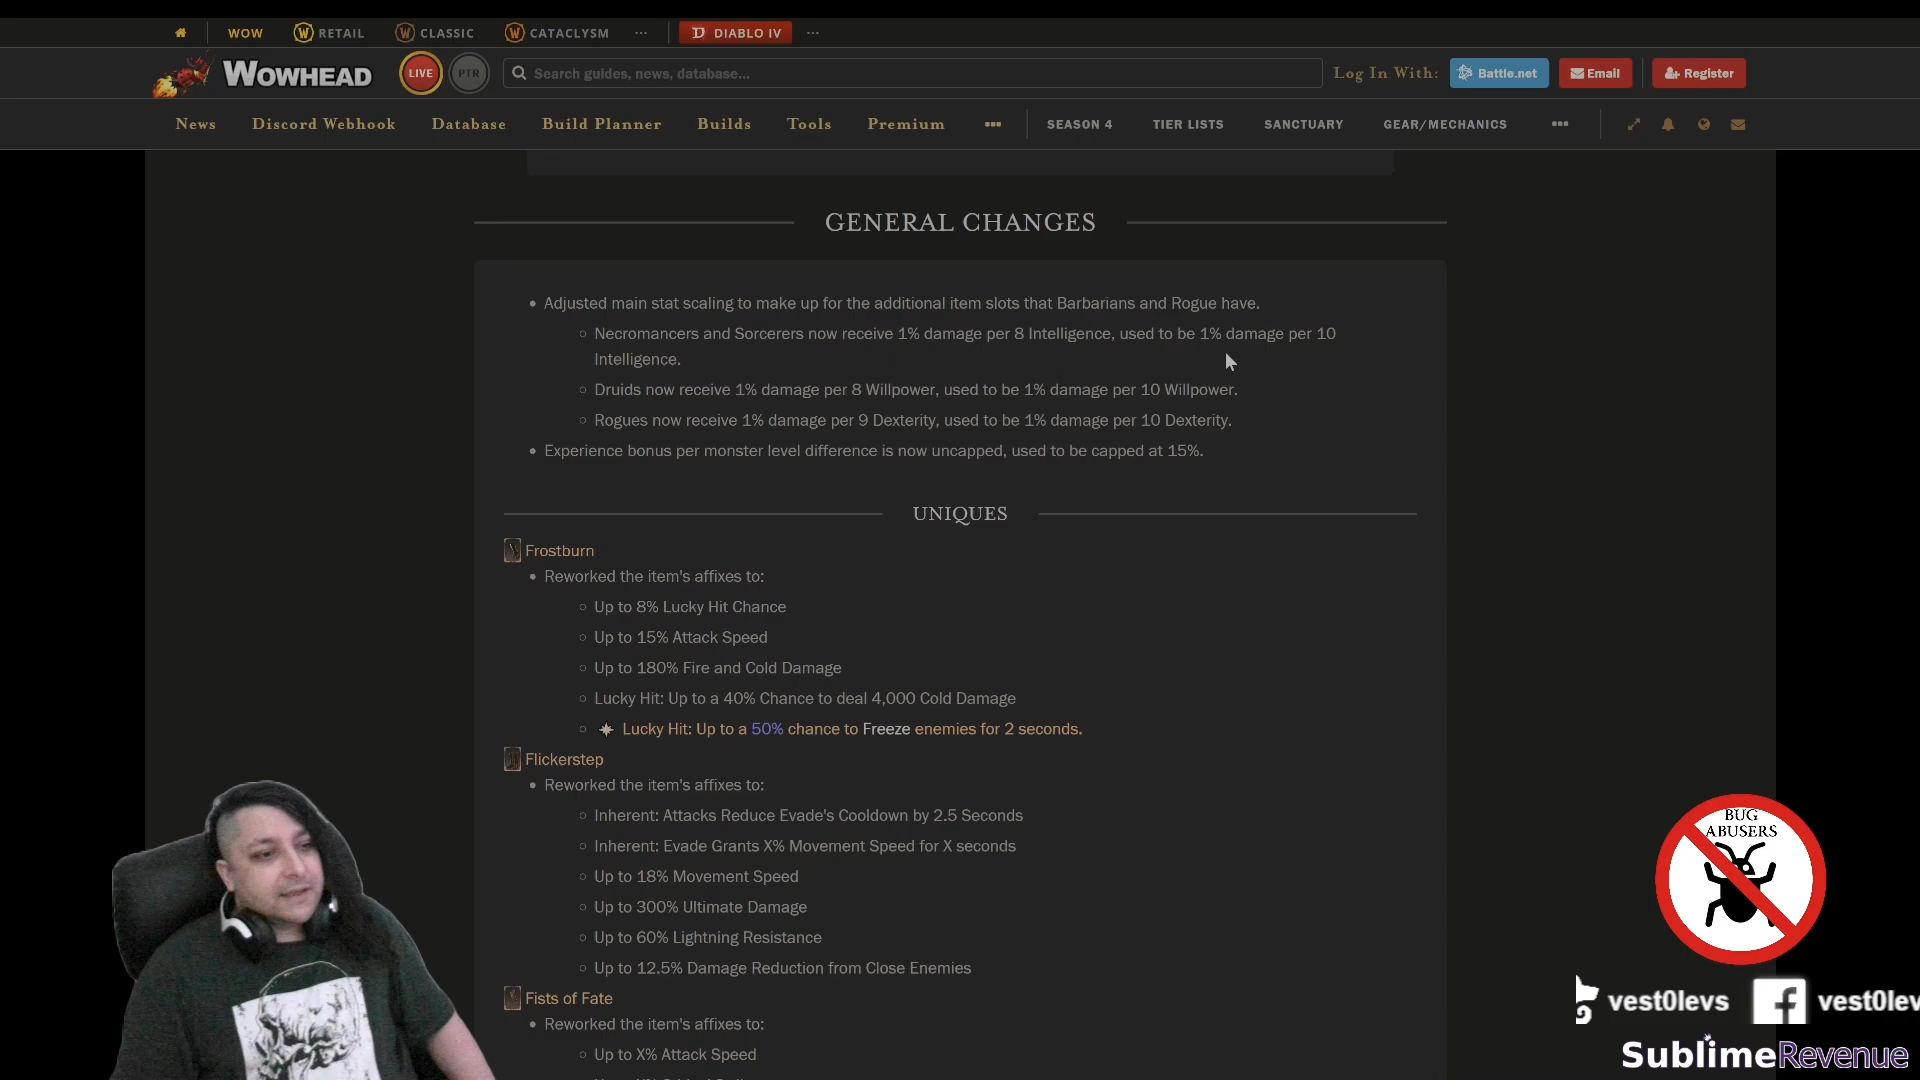 WOW RETAIL CLASSIC CATACLYSM ··· DIABLO IV ···
WOWHEAD LIVE PTR Search guides, news, database... Log In With: Battle.net Email Register
News Discord Webhook Database Build Planner Builds Tools Premium ••• SEASON 4 TIER LISTS SANCTUARY GEAR/MECHANICS •••
GENERAL CHANGES
• Adjusted main stat scaling to make up for the additional item slots that Barbarians and Rogue have.
○ Necromancers and Sorcerers now receive 1% damage per 8 Intelligence, used to be 1% damage per 10
Intelligence.
○ Druids now receive 1% damage per 8 Willpower, used to be 1% damage per 10 Willpower.
○ Rogues now receive 1% damage per 9 Dexterity, used to be 1% damage per 10 Dexterity.
• Experience bonus per monster level difference is now uncapped, used to be capped at 15%.
UNIQUES
Frostburn
• Reworked the item's affixes to:
○ Up to 8% Lucky Hit Chance
○ Up to 15% Attack Speed
○ Up to 180% Fire and Cold Damage
○ Lucky Hit: Up to a 40% Chance to deal 4,000 Cold Damage
○ Lucky Hit: Up to a 50% chance to Freeze enemies for 2 seconds.
Flickerstep
• Reworked the item's affixes to:
○ Inherent: Attacks Reduce Evade's Cooldown by 2.5 Seconds
○ Inherent: Evade Grants X% Movement Speed for X seconds
○ Up to 18% Movement Speed
○ Up to 300% Ultimate Damage
○ Up to 60% Lightning Resistance
○ Up to 12.5% Damage Reduction from Close Enemies
Fists of Fate
• Reworked the item's affixes to:
○ Up to X% Attack Speed
BUG
ABUSERS
vest0levs vest0lev
SublimeRevenue